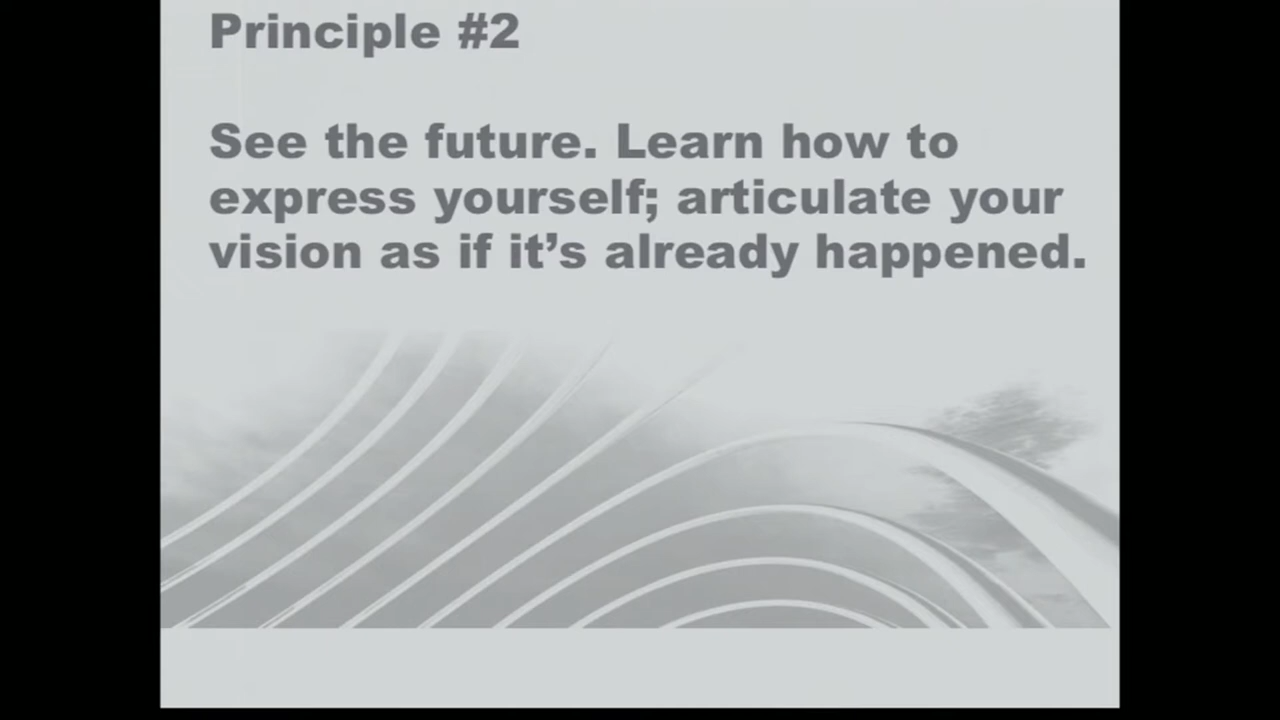 Principle #2
See the future. Learn how to
express yourself; articulate your
vision as if it’s already happened.